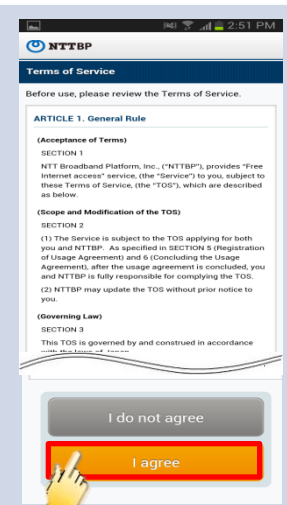 2:51 PM
NTTBP
Terms of Service
Before use, please review the Terms of Service.
ARTICLE 1. General Rule
(Acceptance of Terms)
SECTION 1
NTT Broadband Platform, Inc., ("NTTBP"), provides "Free
Internet access" service, (the "Service") to you, subject to
these Terms of Service, (the "TOS"), which are described
as below.
(Scope and Modification of the TOS)
SECTION 2
(1) The Service is subject to the TOS applying for both
you and NTTBP. As specified in SECTION 5 (Registration
of Usage Agreement) and 6 (Concluding the Usage
Agreement), after the usage agreement is concluded, you
and NTTBP is fully responsible for complying the TOS.
(2) NTTBP may update the TOS without prior notice to
you.
(Governing Law)
SECTION 3
This TOS is governed by and construed in accordance
with the laws of Japan
I do not agree
I agree